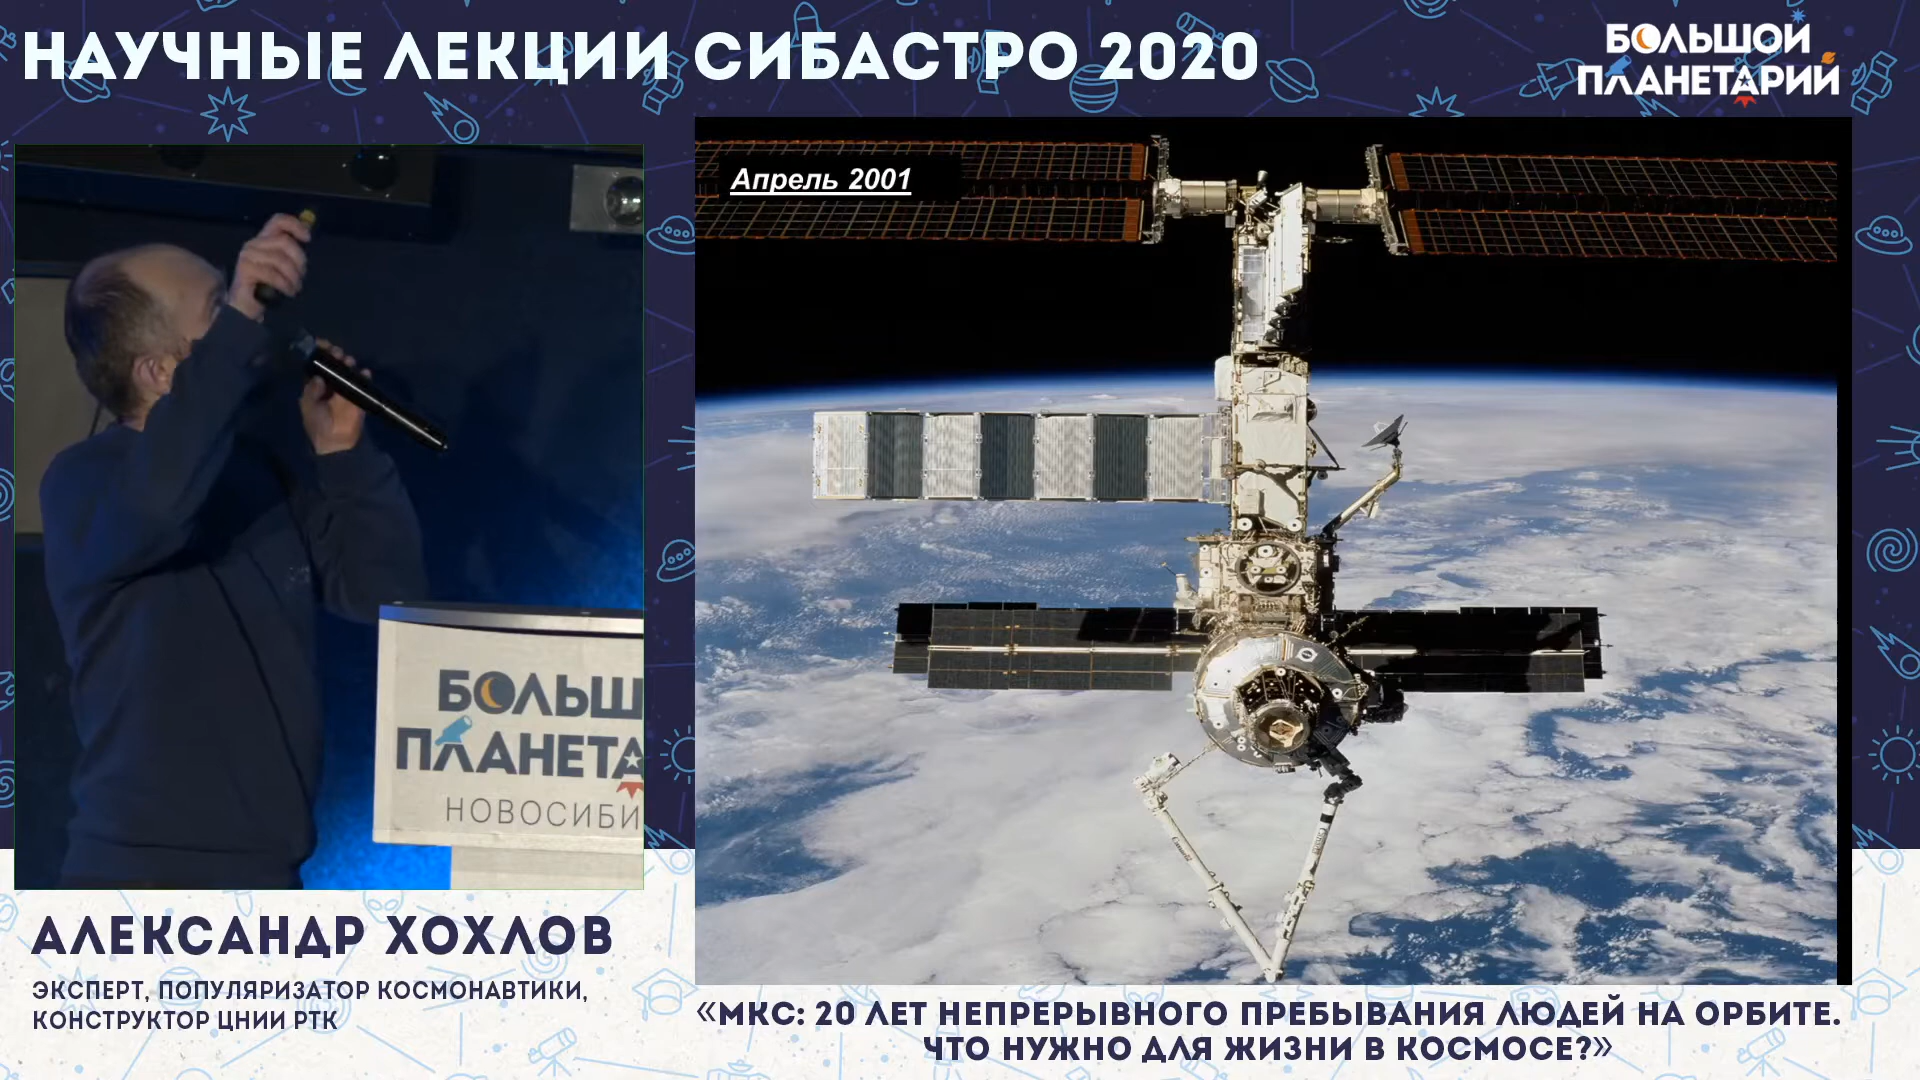 НАУЧНЫЕ ЛЕКЦИИ СИБАСТРО 2020
БОЛЬШОЙ
ПЛАНЕТАРИЙ
Апрель 2001
БОЛЬШ
ПЛАНЕТА
НОВОСИБИ
АЛЕКСАНДР ХОХЛОВ
ЭКСПЕРТ, ПОПУЛЯРИЗАТОР КОСМОНАВТИКИ,
КОНСТРУКТОР ЦНИИ РТК
«МКС: 20 ЛЕТ НЕПРЕРЫВНОГО ПРЕБЫВАНИЯ ЛЮДЕЙ НА ОРБИТЕ.
ЧТО НУЖНО ДЛЯ ЖИЗНИ В КОСМОСЕ?»